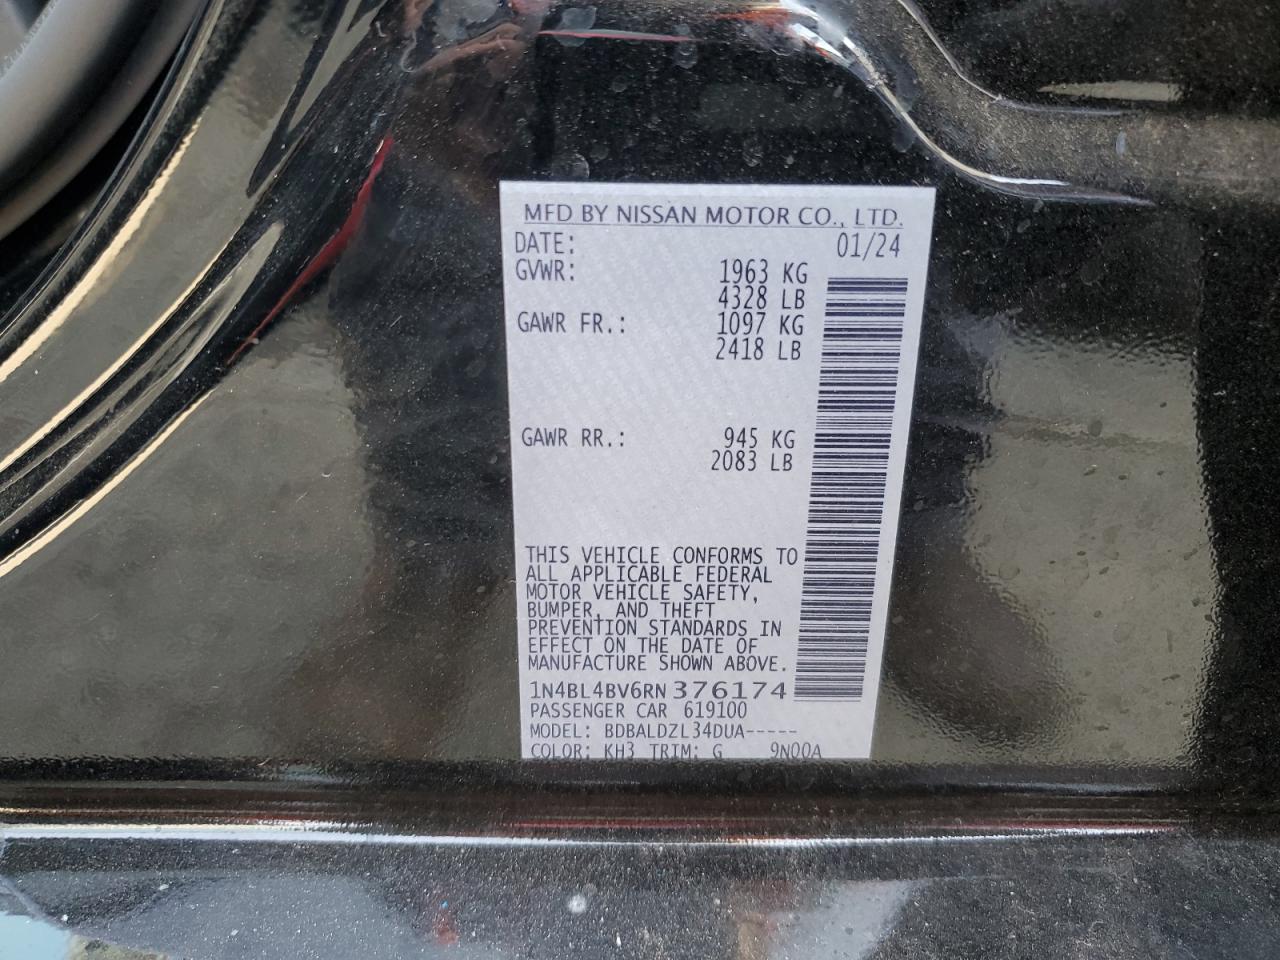 MFD BY NISSAN MOTOR CO., LTD.
DATE: 01/24
GVWR: 1963 KG
4328 LB
GAWR FR.: 1097 KG
2418 LB
GAWR RR.: 945 KG
2083 LB
THIS VEHICLE CONFORMS TO
ALL APPLICABLE FEDERAL
MOTOR VEHICLE SAFETY,
BUMPER, AND THEFT
PREVENTION STANDARDS IN
EFFECT ON THE DATE OF
MANUFACTURE SHOWN ABOVE.
1N4BL4BV6RN376174
PASSENGER CAR 619100
MODEL: BDBALDZL34DUA-----
COLOR: KH3 TRIM: G 9N00A